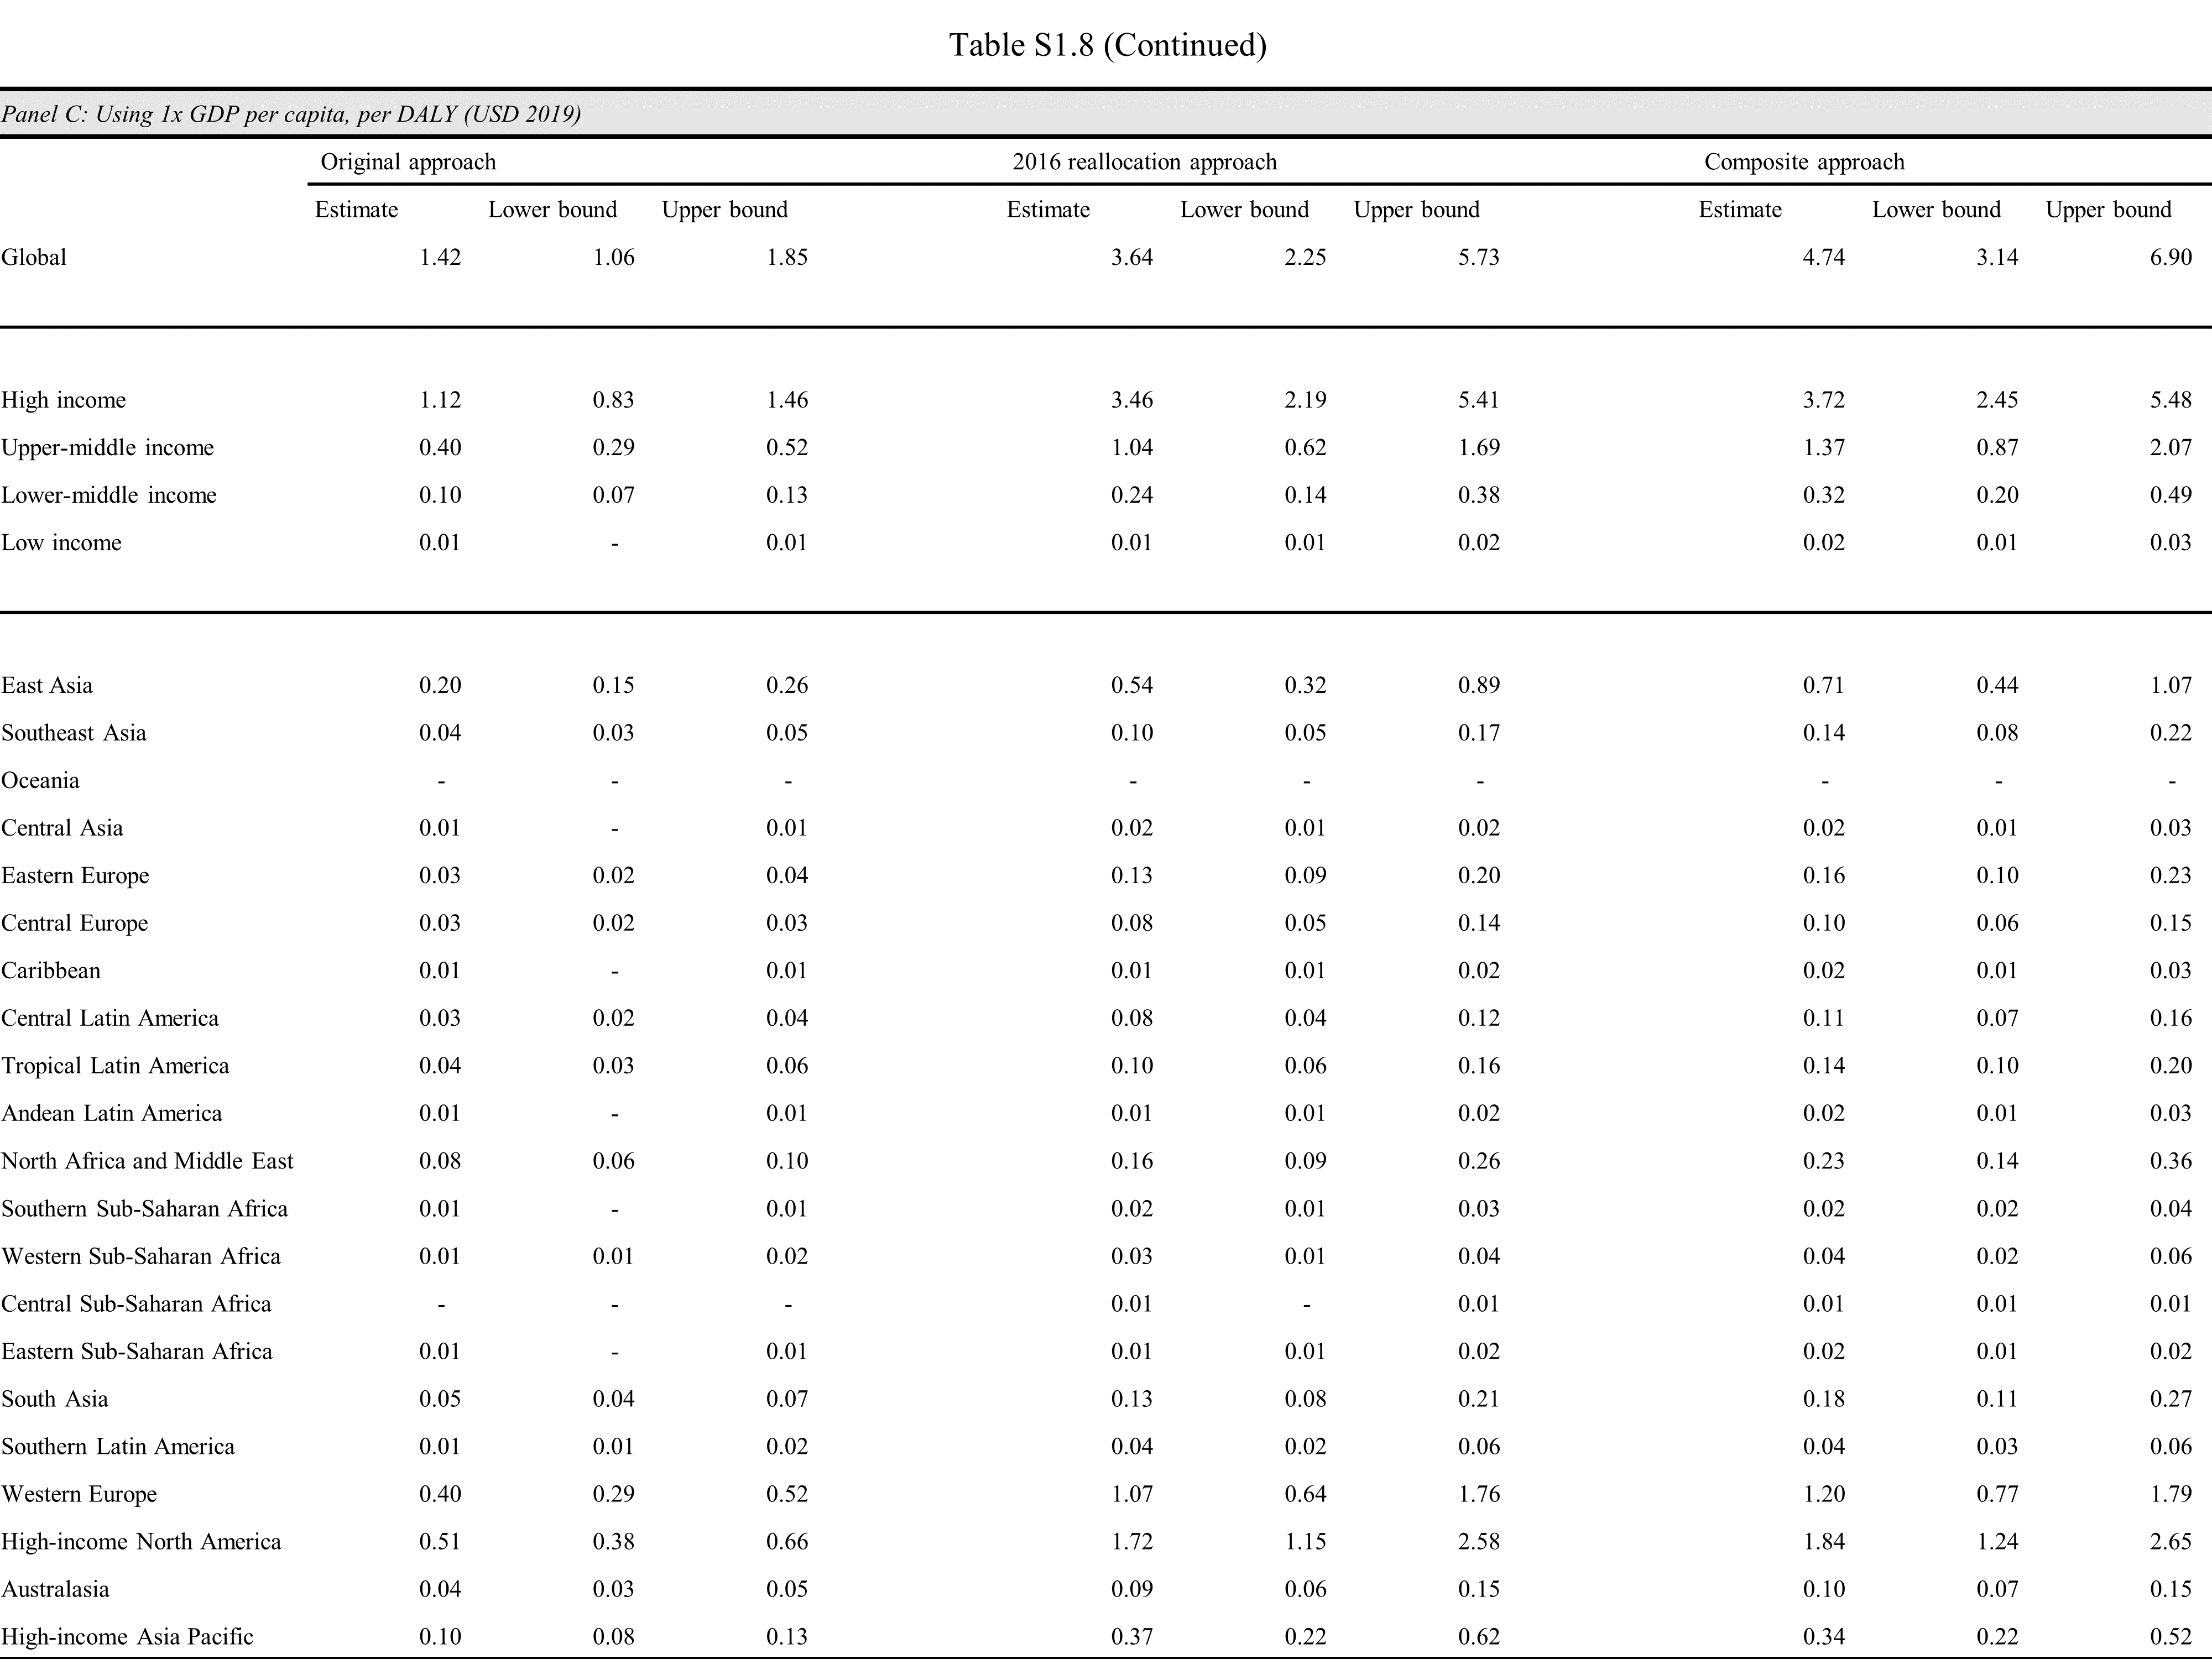 Table S1.8 (Continued)
Panel C: Using 1x GDP per capita, per DALY (USD 2019)
Original approach 2016 reallocation approach Composite approach
Estimate Lower bound Upper bound Estimate Lower bound Upper bound Estimate Lower bound Upper bound
Global 1.42 1.06 1.85 3.64 2.25 5.73 4.74 3.14 6.90
High income 1.12 0.83 1.46 3.46 2.19 5.41 3.72 2.45 5.48
Upper-middle income 0.40 0.29 0.52 1.04 0.62 1.69 1.37 0.87 2.07
Lower-middle income 0.10 0.07 0.13 0.24 0.14 0.38 0.32 0.20 0.49
Low income 0.01 - 0.01 0.01 0.01 0.02 0.02 0.01 0.03
East Asia 0.20 0.15 0.26 0.54 0.32 0.89 0.71 0.44 1.07
Southeast Asia 0.04 0.03 0.05 0.10 0.05 0.17 0.14 0.08 0.22
Oceania - - - - - - - - -
Central Asia 0.01 - 0.01 0.02 0.01 0.02 0.02 0.01 0.03
Eastern Europe 0.03 0.02 0.04 0.13 0.09 0.20 0.16 0.10 0.23
Central Europe 0.03 0.02 0.03 0.08 0.05 0.14 0.10 0.06 0.15
Caribbean 0.01 - 0.01 0.01 0.01 0.02 0.02 0.01 0.03
Central Latin America 0.03 0.02 0.04 0.08 0.04 0.12 0.11 0.07 0.16
Tropical Latin America 0.04 0.03 0.06 0.10 0.06 0.16 0.14 0.10 0.20
Andean Latin America 0.01 - 0.01 0.01 0.01 0.02 0.02 0.01 0.03
North Africa and Middle East 0.08 0.06 0.10 0.16 0.09 0.26 0.23 0.14 0.36
Southern Sub-Saharan Africa 0.01 - 0.01 0.02 0.01 0.03 0.02 0.02 0.04
Western Sub-Saharan Africa 0.01 0.01 0.02 0.03 0.01 0.04 0.04 0.02 0.06
Central Sub-Saharan Africa - - - 0.01 - 0.01 0.01 0.01 0.01
Eastern Sub-Saharan Africa 0.01 - 0.01 0.01 0.01 0.02 0.02 0.01 0.02
South Asia 0.05 0.04 0.07 0.13 0.08 0.21 0.18 0.11 0.27
Southern Latin America 0.01 0.01 0.02 0.04 0.02 0.06 0.04 0.03 0.06
Western Europe 0.40 0.29 0.52 1.07 0.64 1.76 1.20 0.77 1.79
High-income North America 0.51 0.38 0.66 1.72 1.15 2.58 1.84 1.24 2.65
Australasia 0.04 0.03 0.05 0.09 0.06 0.15 0.10 0.07 0.15
High-income Asia Pacific 0.10 0.08 0.13 0.37 0.22 0.62 0.34 0.22 0.52